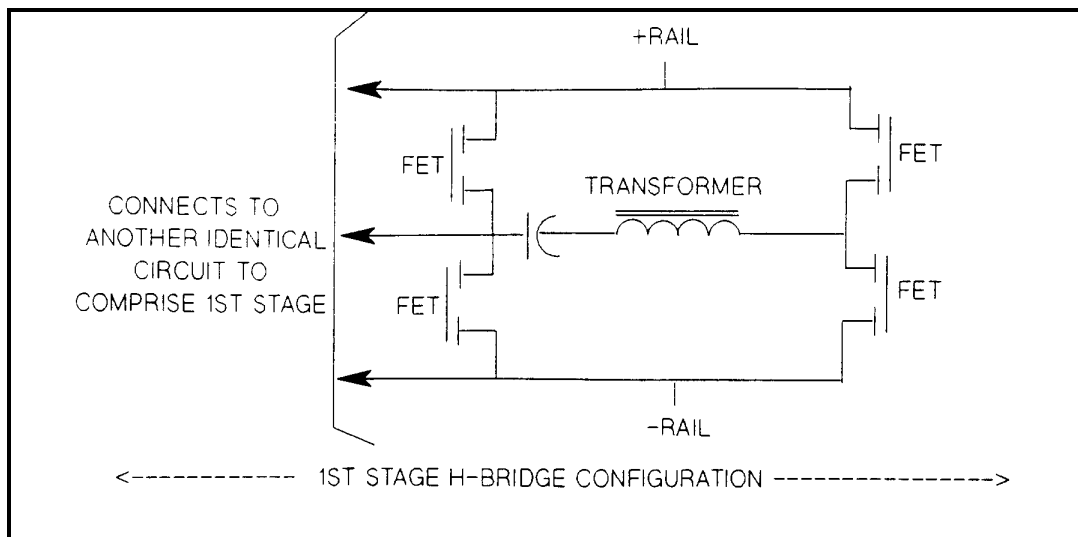 +RAIL
FET
FET
TRANSFORMER
CONNECTS TO
ANOTHER IDENTICAL
CIRCUIT TO
COMPRISE 1ST STAGE
FET
FET
-RAIL
<------------ 1ST STAGE H-BRIDGE CONFIGURATION --------------->